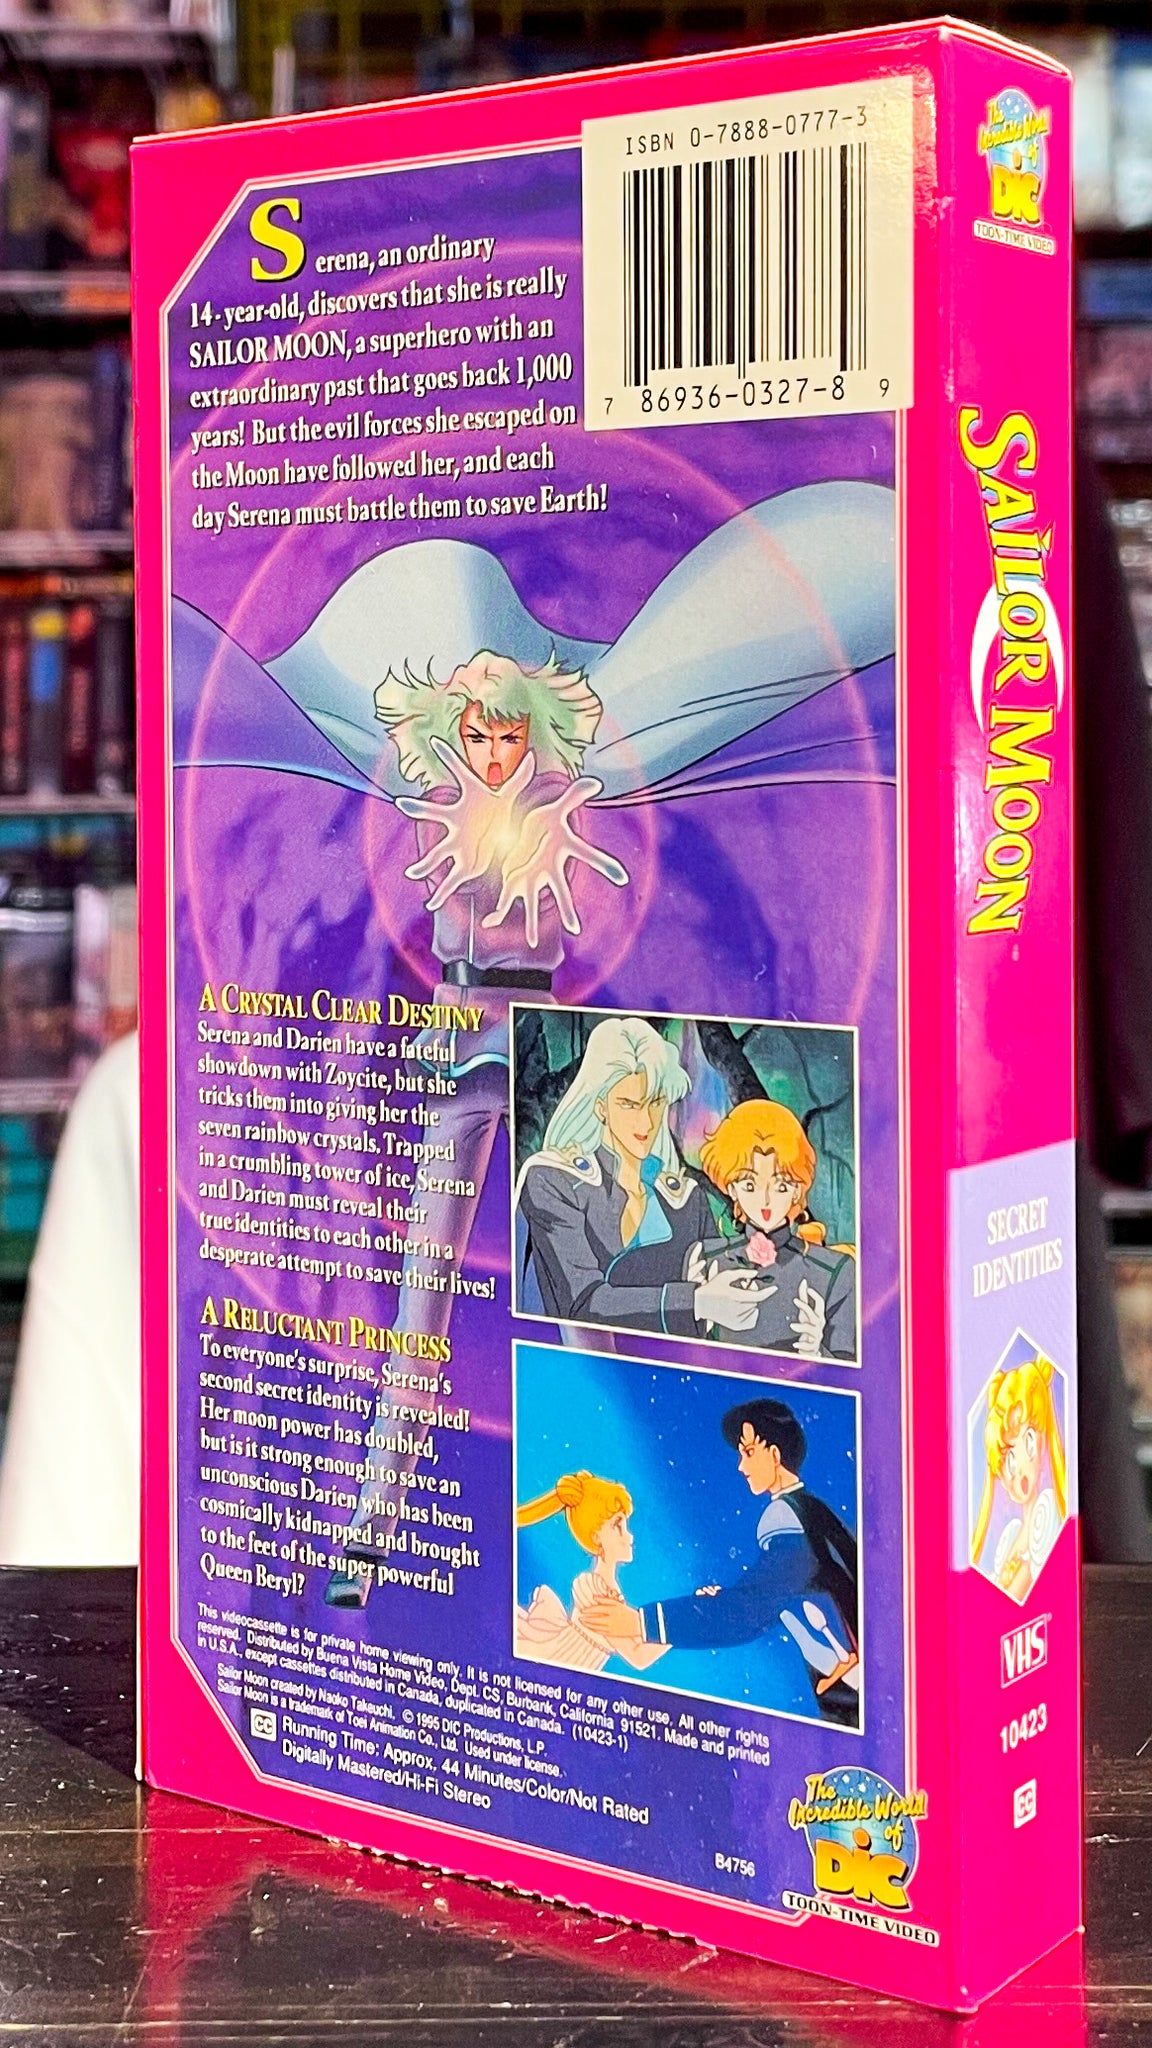 ISBN 0-7888-0777-3
7 86936-0327-8 9
Serena, an ordinary
14-year-old, discovers that she is really
SAILOR MOON, a superhero with an
extraordinary past that goes back 1,000
years! But the evil forces she escaped on
the Moon have followed her, and each
day Serena must battle them to save Earth!
A CRYSTAL CLEAR DESTINY
Serena and Darien have a fateful
showdown with Zoycite, but she
tricks them into giving her the
seven rainbow crystals. Trapped
in a crumbling tower of ice, Serena
and Darien must reveal their
true identities to each other in a
desperate attempt to save their lives!
A RELUCTANT PRINCESS
To everyone's surprise, Serena's
second secret identity is revealed!
Her moon power has doubled,
but is it strong enough to save an
unconscious Darien who has been
cosmically kidnapped and brought
to the feet of the super powerful
Queen Beryl?
This videocassette is for private home viewing only. It is not licensed for any other use. All other rights
reserved. Distributed by Buena Vista Home Video, Dept. CS, Burbank, California 91521. Made and printed
in U.S.A., except cassettes distributed in Canada, duplicated in Canada. (10423-1)
Sailor Moon created by Naoko Takeuchi. © 1995 DIC Productions, L.P.
Sailor Moon is a trademark of Toei Animation Co., Ltd. Used under license.
CC Running Time: Approx. 44 Minutes/Color/Not Rated
Digitally Mastered/Hi-Fi Stereo
B4756
The
Incredible World
of
DIC
TOON-TIME VIDEO
The
Incredible World
of
DIC
TOON-TIME VIDEO
SAILOR MOON
SECRET
IDENTITIES
VHS
10423
CC